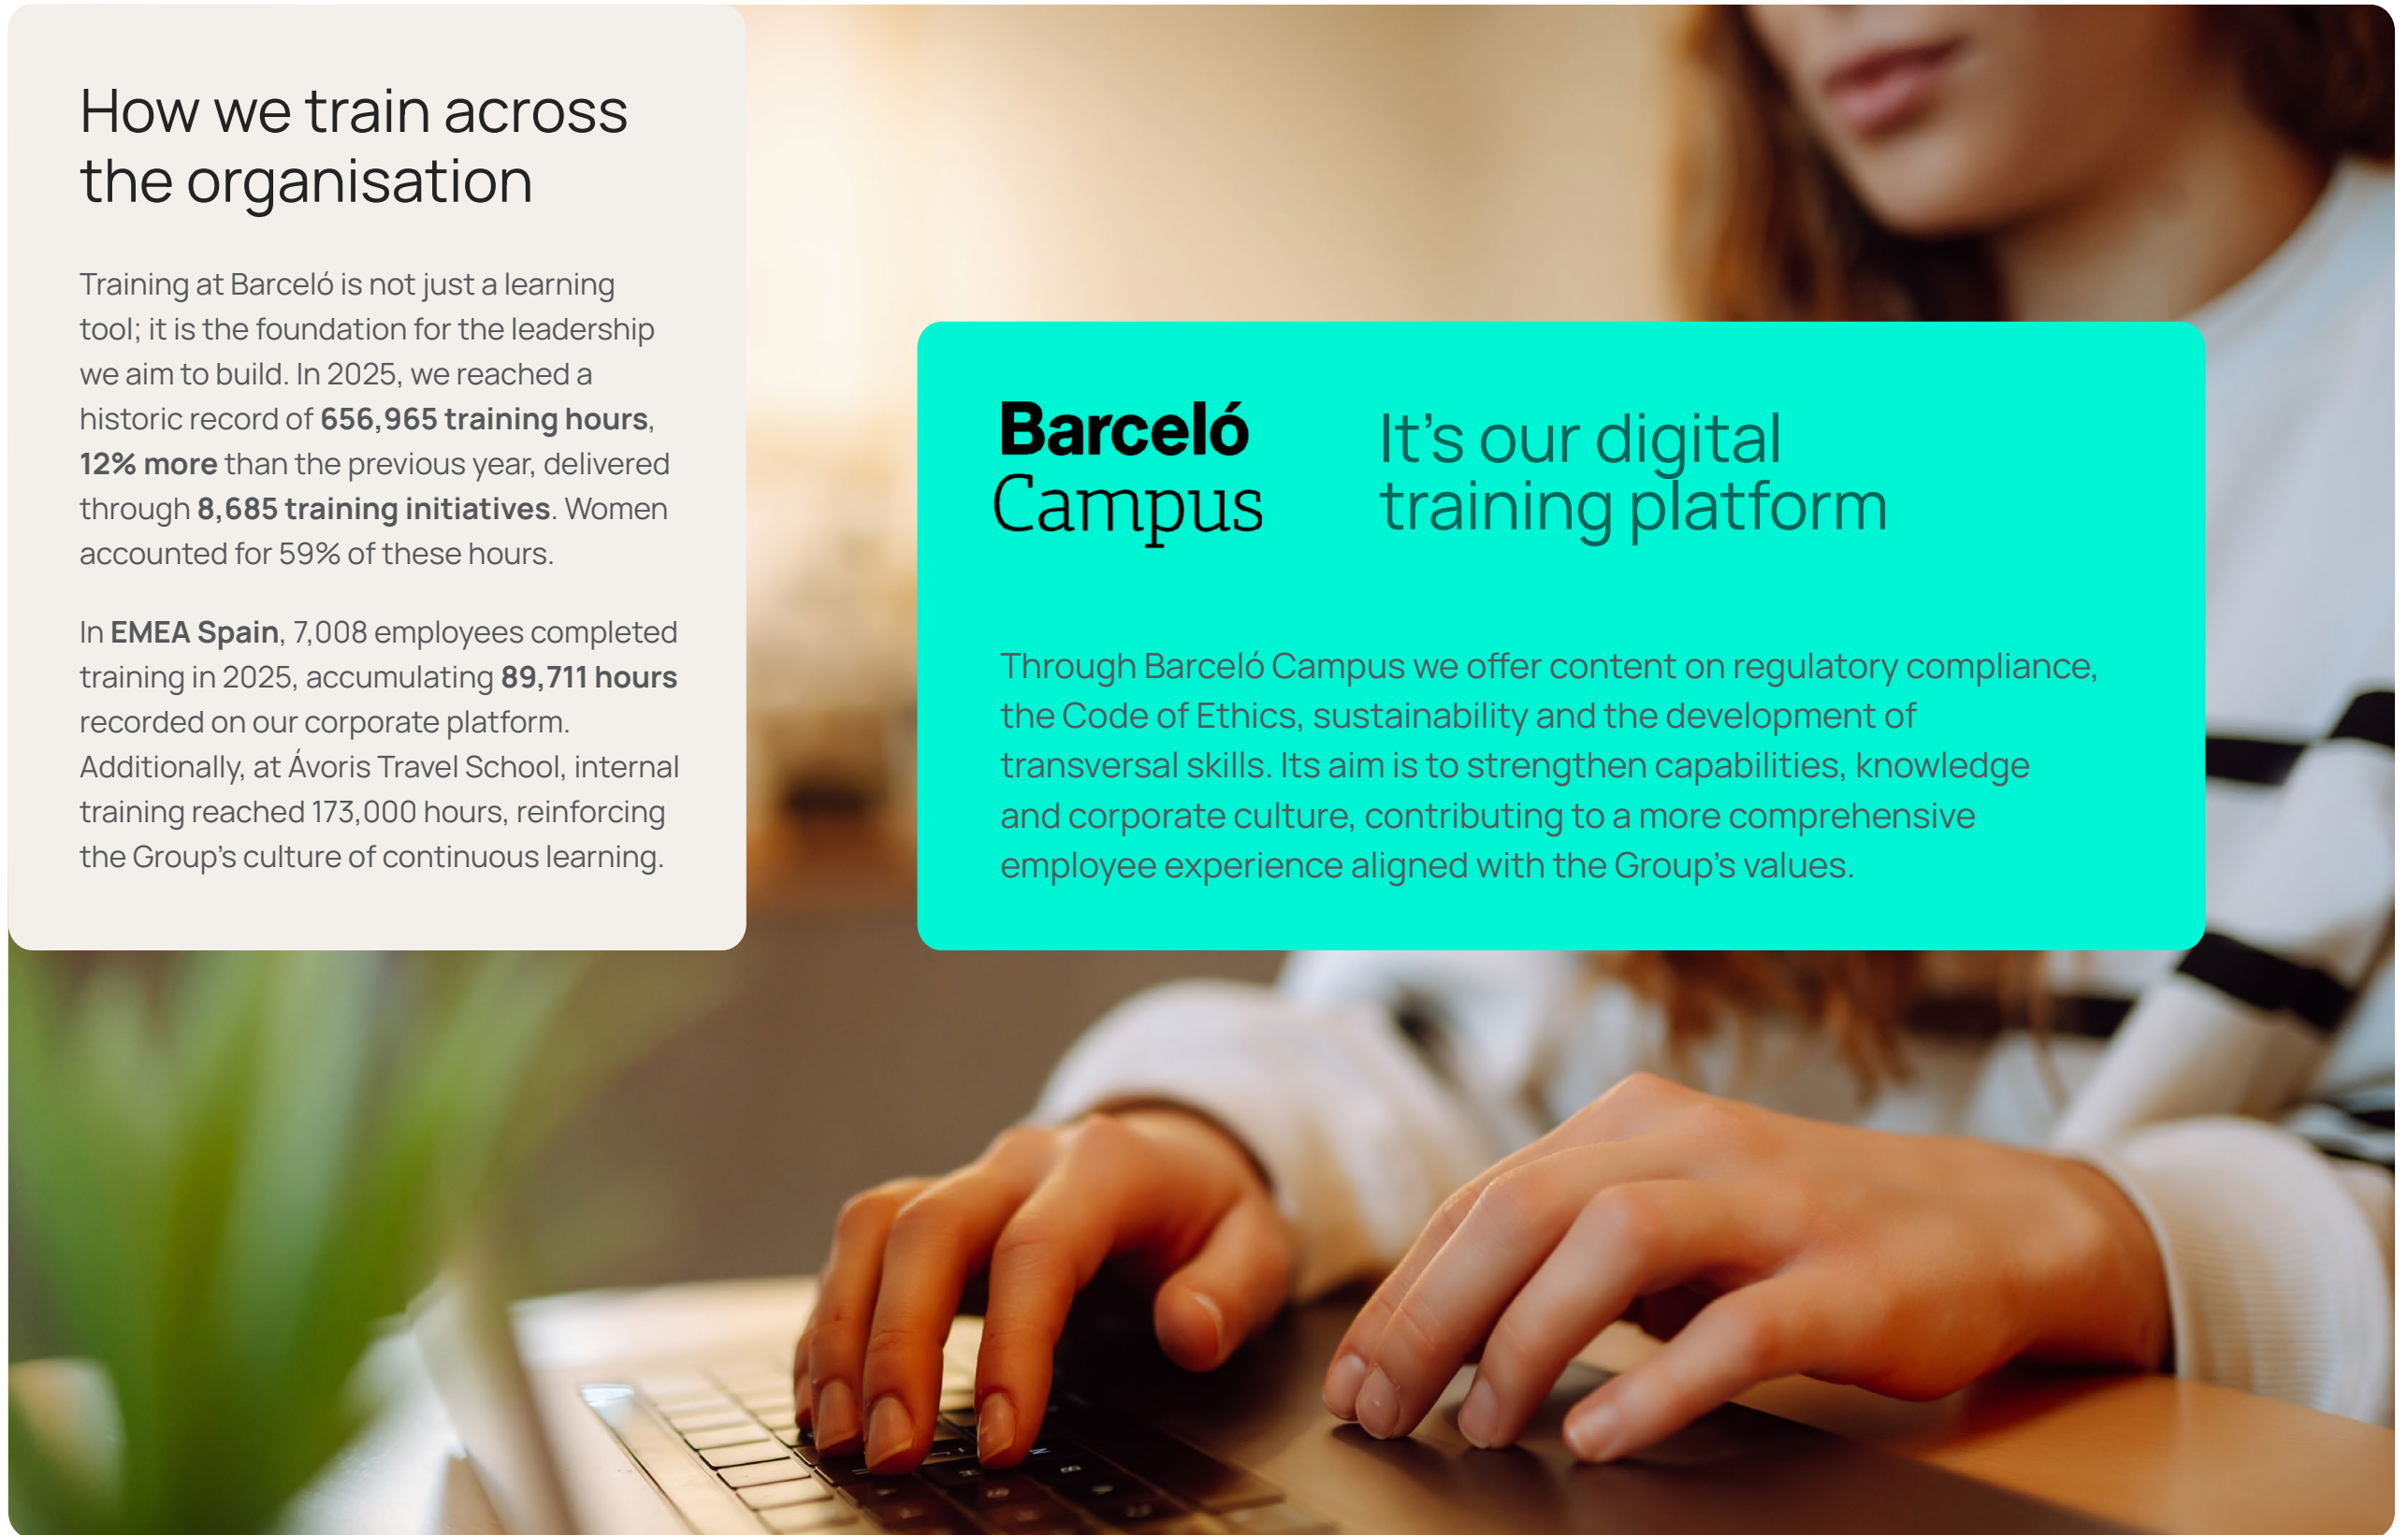 How we train across
the organisation
Training at Barceló is not just a learning
tool; it is the foundation for the leadership
we aim to build. In 2025, we reached a
historic record of 656,965 training hours,
12% more than the previous year, delivered
through 8,685 training initiatives. Women
accounted for 59% of these hours.
In EMEA Spain, 7,008 employees completed
training in 2025, accumulating 89,711 hours
recorded on our corporate platform.
Additionally, at Ávoris Travel School, internal
training reached 173,000 hours, reinforcing
the Group’s culture of continuous learning.
Barceló
Campus
It’s our digital
training platform
Through Barceló Campus we offer content on regulatory compliance,
the Code of Ethics, sustainability and the development of
transversal skills. Its aim is to strengthen capabilities, knowledge
and corporate culture, contributing to a more comprehensive
employee experience aligned with the Group’s values.